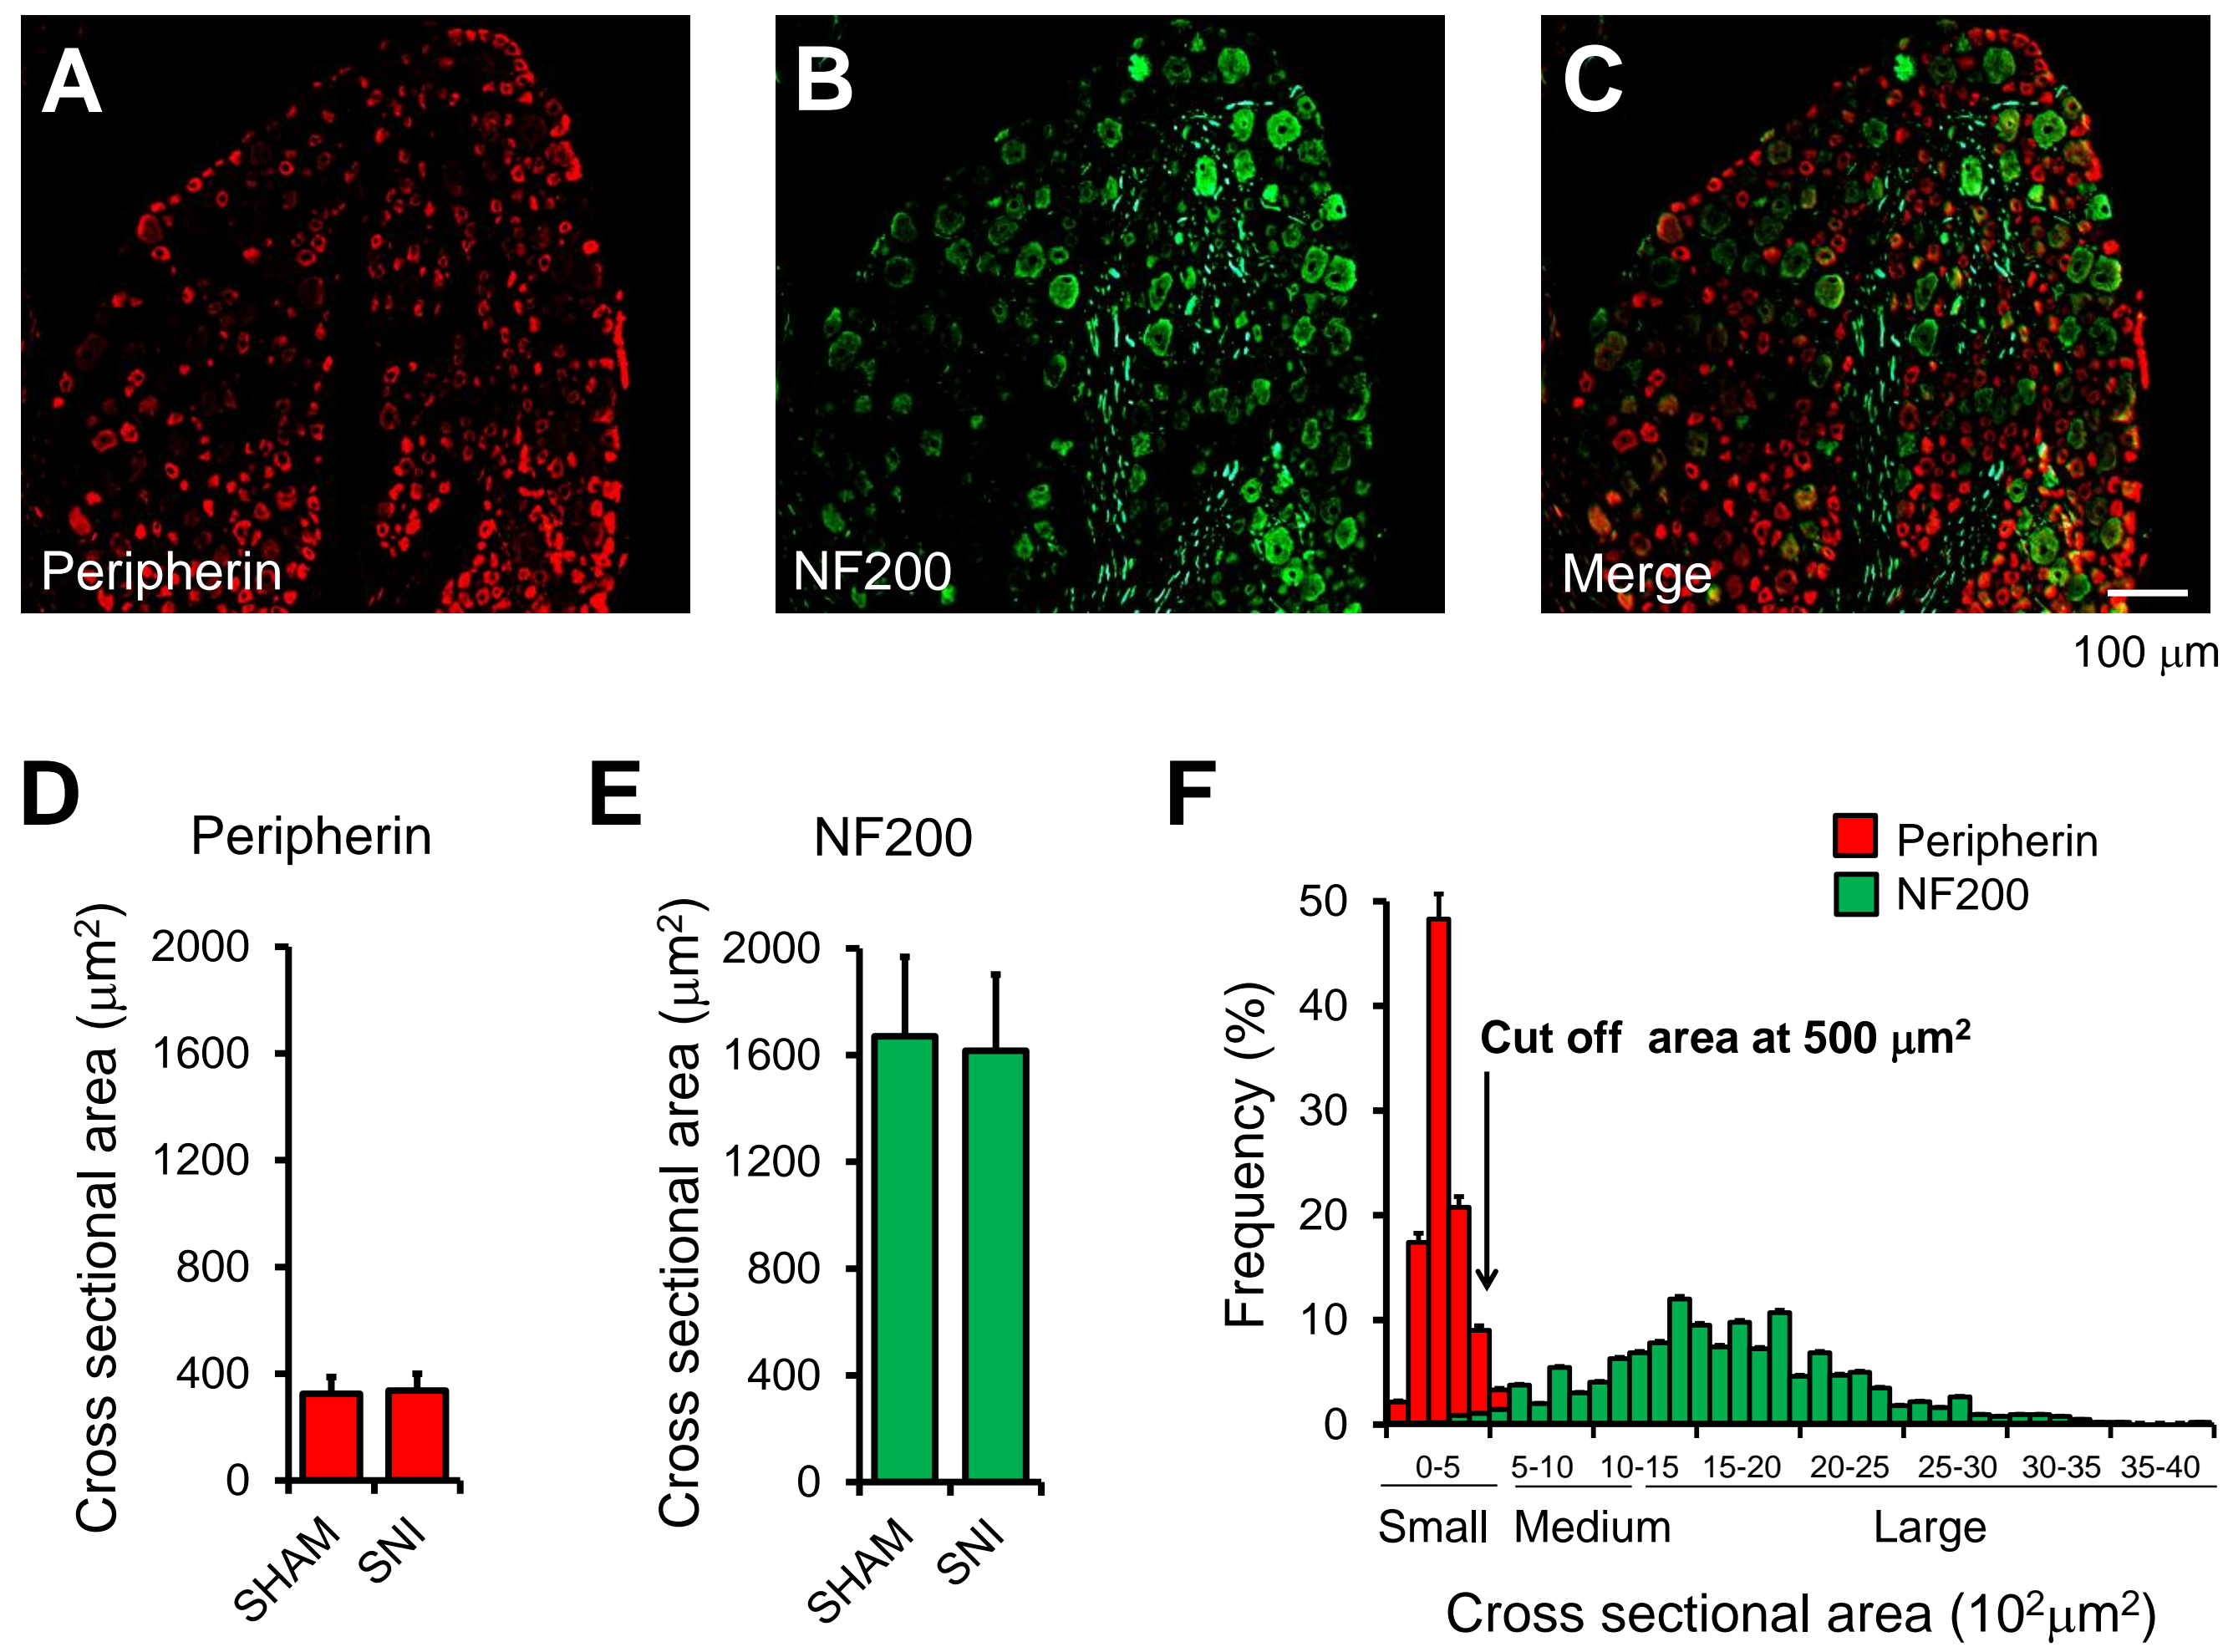 A
B
C
Peripherin
NF200
Merge
100 μm
D
E
F
Peripherin
NF200
Peripherin
NF200
Cross sectional area (μm²)
2000
1600
1200
800
400
0
SHAM
SNI
Cross sectional area (μm²)
2000
1600
1200
800
400
0
SHAM
SNI
Frequency (%)
50
40
30
20
10
0
Cut off area at 500 μm²
0-5 5-10 10-15 15-20 20-25 25-30 30-35 35-40
Small Medium Large
Cross sectional area (10²μm²)